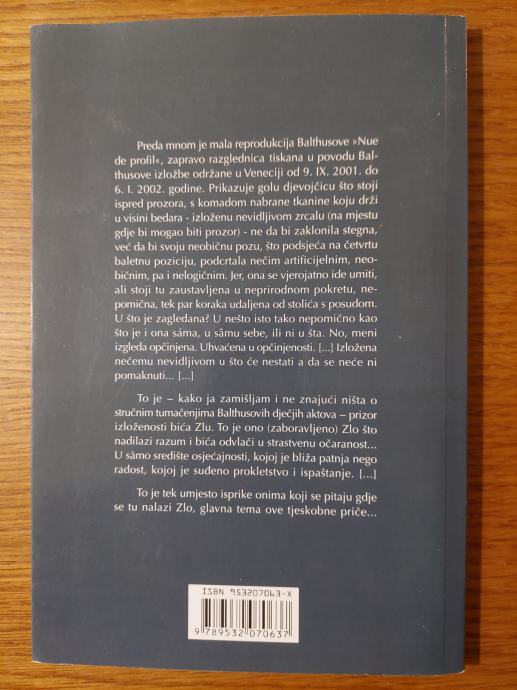 Preda mnom je mala reprodukcija Balthusove »Nue
de profil«, zapravo razglednica tiskana u povodu Bal-
thusove izložbe održane u Veneciji od 9. IX. 2001. do
6. I. 2002. godine. Prikazuje golu djevojčicu što stoji
ispred prozora, s komadom nabrane tkanine koju drži
u visini bedara - izloženu nevidljivom zrcalu (na mjestu
gdje bi mogao biti prozor) - ne da bi zaklonila stegna,
već da bi svoju neobičnu pozu, što podsjeća na četvrtu
baletnu poziciju, podcrtala nečim artificijelnim, neo-
bičnim, pa i nelogičnim. Jer, ona se vjerojatno ide umiti,
ali stoji tu zaustavljena u neprirodnom pokretu, nepo-
mična, tek par koraka udaljena od stolića s posudom.
U što je zagledana? U nešto isto tako nepomično kao
što je i ona sáma, u sâmu sebe, ili ni u šta. No, meni
izgleda opčinjena. Uhvaćena u opčinjenosti. [...] Izložena
nečemu nevidljivom u što će nestati a da se neće ni
pomaknuti... [...]
To je – kako ja zamišljam i ne znajući ništa o
stručnim tumačenjima Balthusovih dječjih aktova – prizor
izloženosti bića Zlu. To je ono (zaboravljeno) Zlo što
nadilazi razum i bića odvlači u strastvenu očaranost...
U sâmo središte osjećajnosti, kojoj je bliža patnja nego
radost, kojoj je suđeno prokletstvo i ispaštanje. [...]
To je tek umjesto isprike onima koji se pitaju gdje
se tu nalazi Zlo, glavna tema ove tjeskobne priče...
ISBN 953207063-X
9 789532 070637